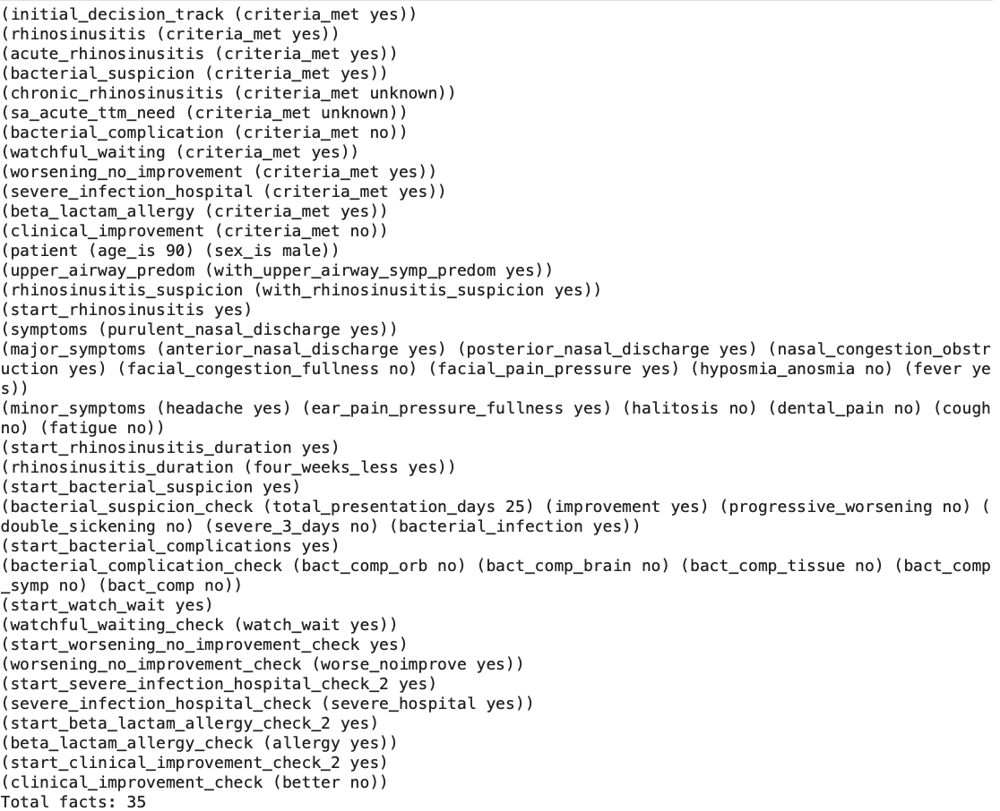 (initial_decision_track (criteria_met yes))
(rhinosinusitis (criteria_met yes))
(acute_rhinosinusitis (criteria_met yes))
(bacterial_suspicion (criteria_met yes))
(chronic_rhinosinusitis (criteria_met unknown))
(sa_acute_ttm_need (criteria_met unknown))
(bacterial_complication (criteria_met no))
(watchful_waiting (criteria_met yes))
(worsening_no_improvement (criteria_met yes))
(severe_infection_hospital (criteria_met yes))
(beta_lactam_allergy (criteria_met yes))
(clinical_improvement (criteria_met no))
(patient (age_is 90) (sex_is male))
(upper_airway_predom (with_upper_airway_symp_predom yes))
(rhinosinusitis_suspicion (with_rhinosinusitis_suspicion yes))
(start_rhinosinusitis yes)
(symptoms (purulent_nasal_discharge yes))
(major_symptoms (anterior_nasal_discharge yes) (posterior_nasal_discharge yes) (nasal_congestion_obstr
uction yes) (facial_congestion_fullness no) (facial_pain_pressure yes) (hyposmia_anosmia no) (fever ye
s))
(minor_symptoms (headache yes) (ear_pain_pressure_fullness yes) (halitosis no) (dental_pain no) (cough
no) (fatigue no))
(start_rhinosinusitis_duration yes)
(rhinosinusitis_duration (four_weeks_less yes))
(start_bacterial_suspicion yes)
(bacterial_suspicion_check (total_presentation_days 25) (improvement yes) (progressive_worsening no) (
double_sickening no) (severe_3_days no) (bacterial_infection yes))
(start_bacterial_complications yes)
(bacterial_complication_check (bact_comp_orb no) (bact_comp_brain no) (bact_comp_tissue no) (bact_comp
_symp no) (bact_comp no))
(start_watch_wait yes)
(watchful_waiting_check (watch_wait yes))
(start_worsening_no_improvement_check yes)
(worsening_no_improvement_check (worse_noimprove yes))
(start_severe_infection_hospital_check_2 yes)
(severe_infection_hospital_check (severe_hospital yes))
(start_beta_lactam_allergy_check_2 yes)
(beta_lactam_allergy_check (allergy yes))
(start_clinical_improvement_check_2 yes)
(clinical_improvement_check (better no))
Total facts: 35